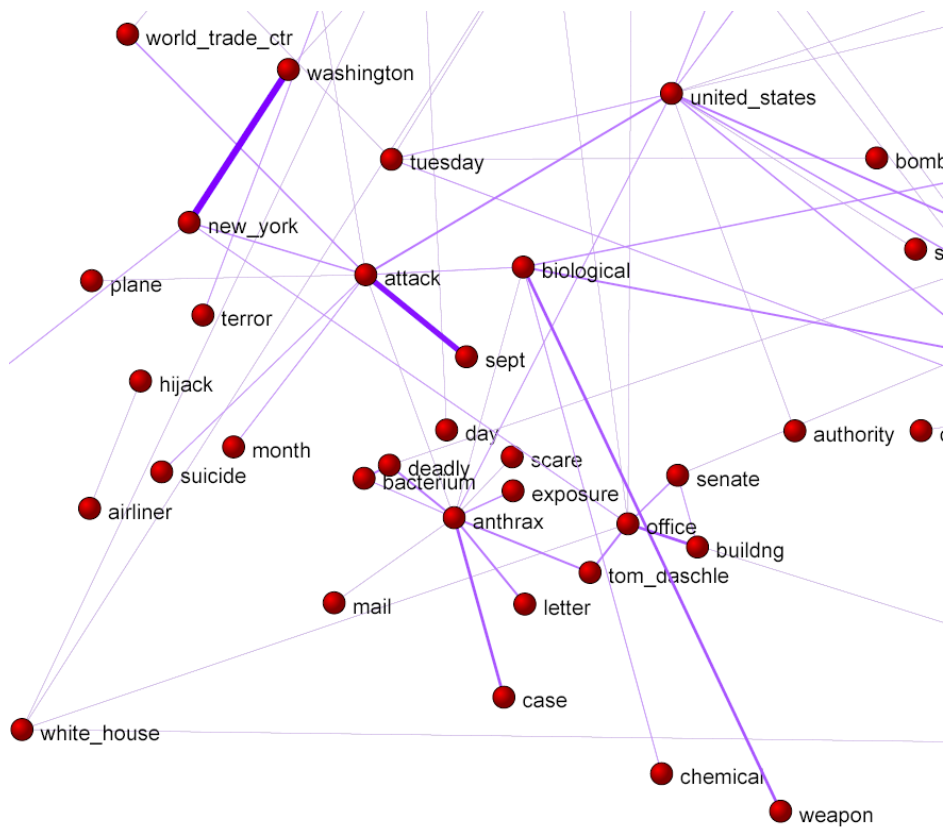 world_trade_ctr
washington
united_states
tuesday
bomb
new_york
s
attack
biological
plane
terror
sept
hijack
day
authority
c
month
scare
deadly
suicide
bacterium
senate
exposure
airliner
anthrax
office
buildng
tom_daschle
mail
letter
case
white_house
chemical
weapon